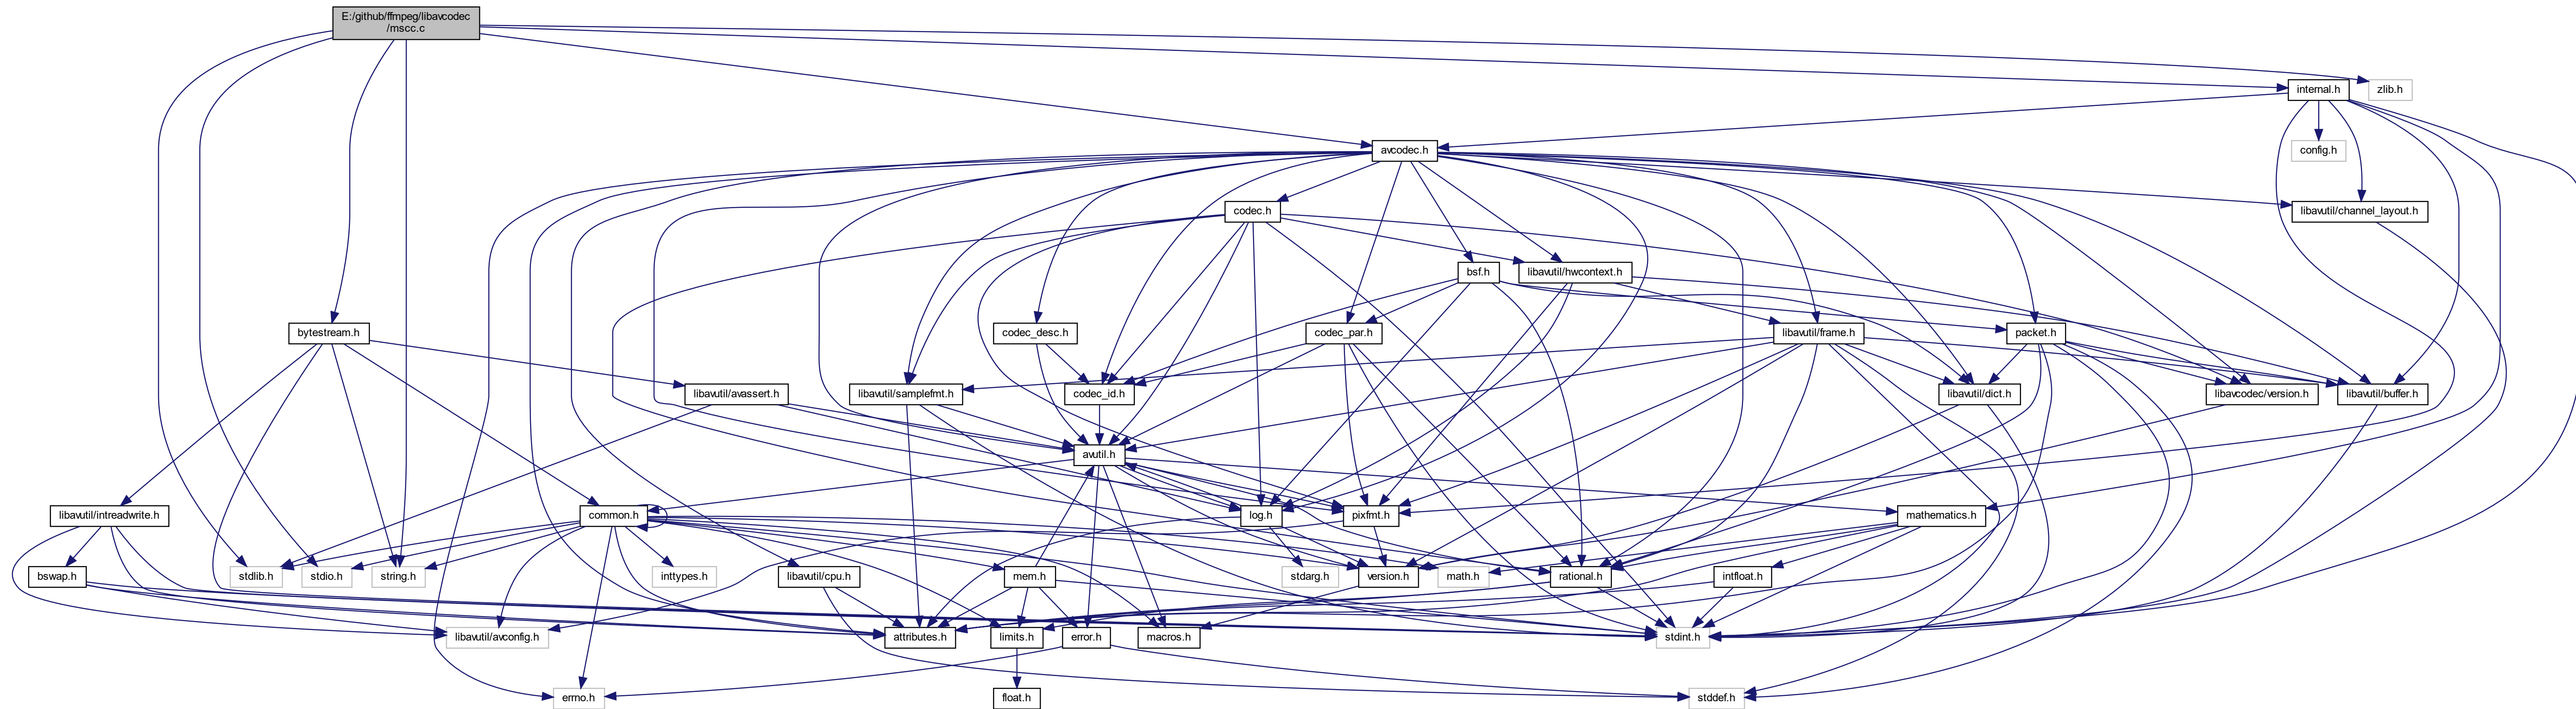 E:/github/ffmpeg/libavcodec
/mscc.c
internal.h
zlib.h
avcodec.h
config.h
codec.h
libavutil/channel_layout.h
bsf.h
libavutil/hwcontext.h
bytestream.h
codec_desc.h
codec_par.h
libavutil/frame.h
packet.h
libavutil/avassert.h
libavutil/samplefmt.h
codec_id.h
libavutil/dict.h
libavcodec/version.h
libavutil/buffer.h
avutil.h
libavutil/intreadwrite.h
common.h
log.h
pixfmt.h
mathematics.h
bswap.h
stdlib.h
stdio.h
string.h
inttypes.h
libavutil/cpu.h
mem.h
stdarg.h
version.h
math.h
rational.h
intfloat.h
libavutil/avconfig.h
attributes.h
limits.h
error.h
macros.h
stdint.h
errno.h
float.h
stddef.h